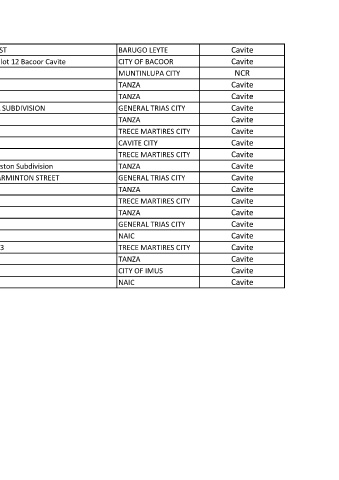 ST BARUGO LEYTE Cavite
lot 12 Bacoor Cavite CITY OF BACOOR Cavite
MUNTINLUPA CITY NCR
TANZA Cavite
TANZA Cavite
SUBDIVISION GENERAL TRIAS CITY Cavite
TANZA Cavite
TRECE MARTIRES CITY Cavite
CAVITE CITY Cavite
TRECE MARTIRES CITY Cavite
ston Subdivision TANZA Cavite
ARMINTON STREET GENERAL TRIAS CITY Cavite
TANZA Cavite
TRECE MARTIRES CITY Cavite
TANZA Cavite
GENERAL TRIAS CITY Cavite
NAIC Cavite
3 TRECE MARTIRES CITY Cavite
TANZA Cavite
CITY OF IMUS Cavite
NAIC Cavite